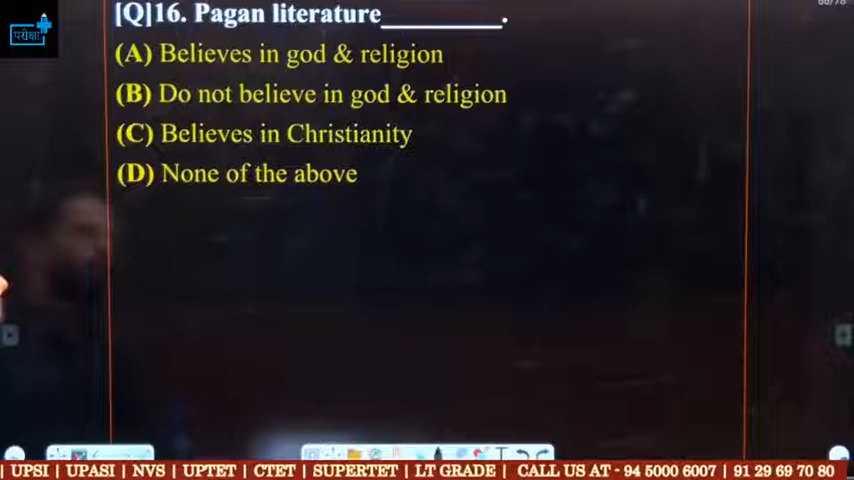 परीक्षा
[Q]16. Pagan literature__________.
(A) Believes in god & religion
(B) Do not believe in god & religion
(C) Believes in Christianity
(D) None of the above
| UPSI | UPASI | NVS | UPTET | CTET | SUPERTET | LT GRADE | CALL US AT - 94 5000 6007 | 91 29 69 70 80